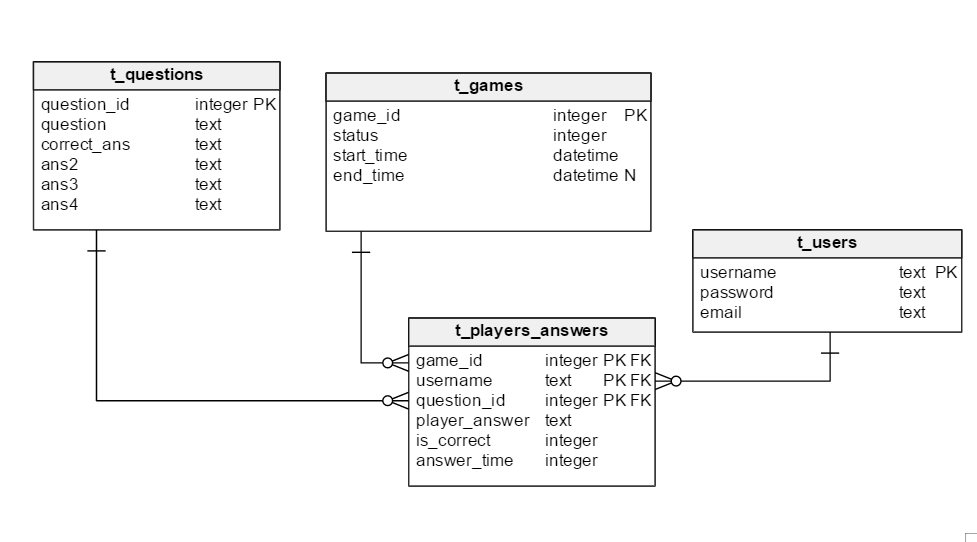 t_questions
question_id integer PK
question text
correct_ans text
ans2 text
ans3 text
ans4 text
t_games
game_id integer PK
status integer
start_time datetime
end_time datetime N
t_users
username text PK
password text
email text
t_players_answers
game_id integer PK FK
username text PK FK
question_id integer PK FK
player_answer text
is_correct integer
answer_time integer